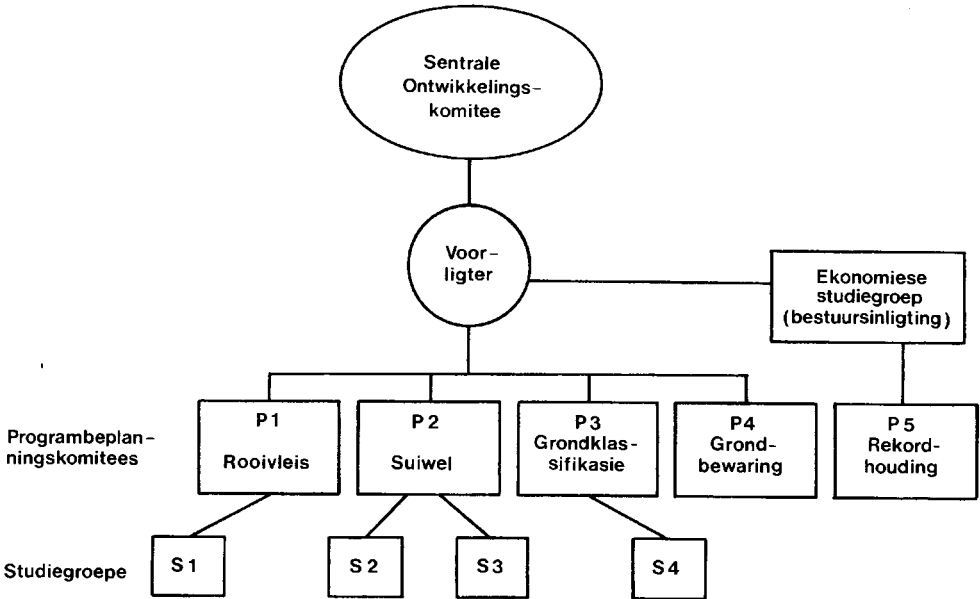 Sentrale
Ontwikkelings-
komitee
Voor-
ligter
Ekonomiese
studiegroep
(bestuursinligting)
Programbeplan-
ningskomitees
P1
Rooivleis
P2
Suiwel
P3
Grondklas-
sifikasie
P4
Grond-
bewaring
P5
Rekord-
houding
Studiegroepe
S1
S2
S3
S4